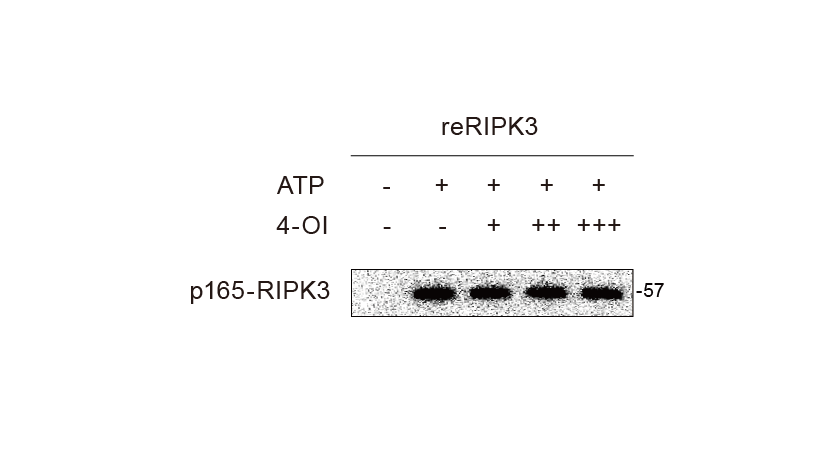 reRIPK3
ATP - + + + +
4-OI - - + ++ +++
p165-RIPK3 -57